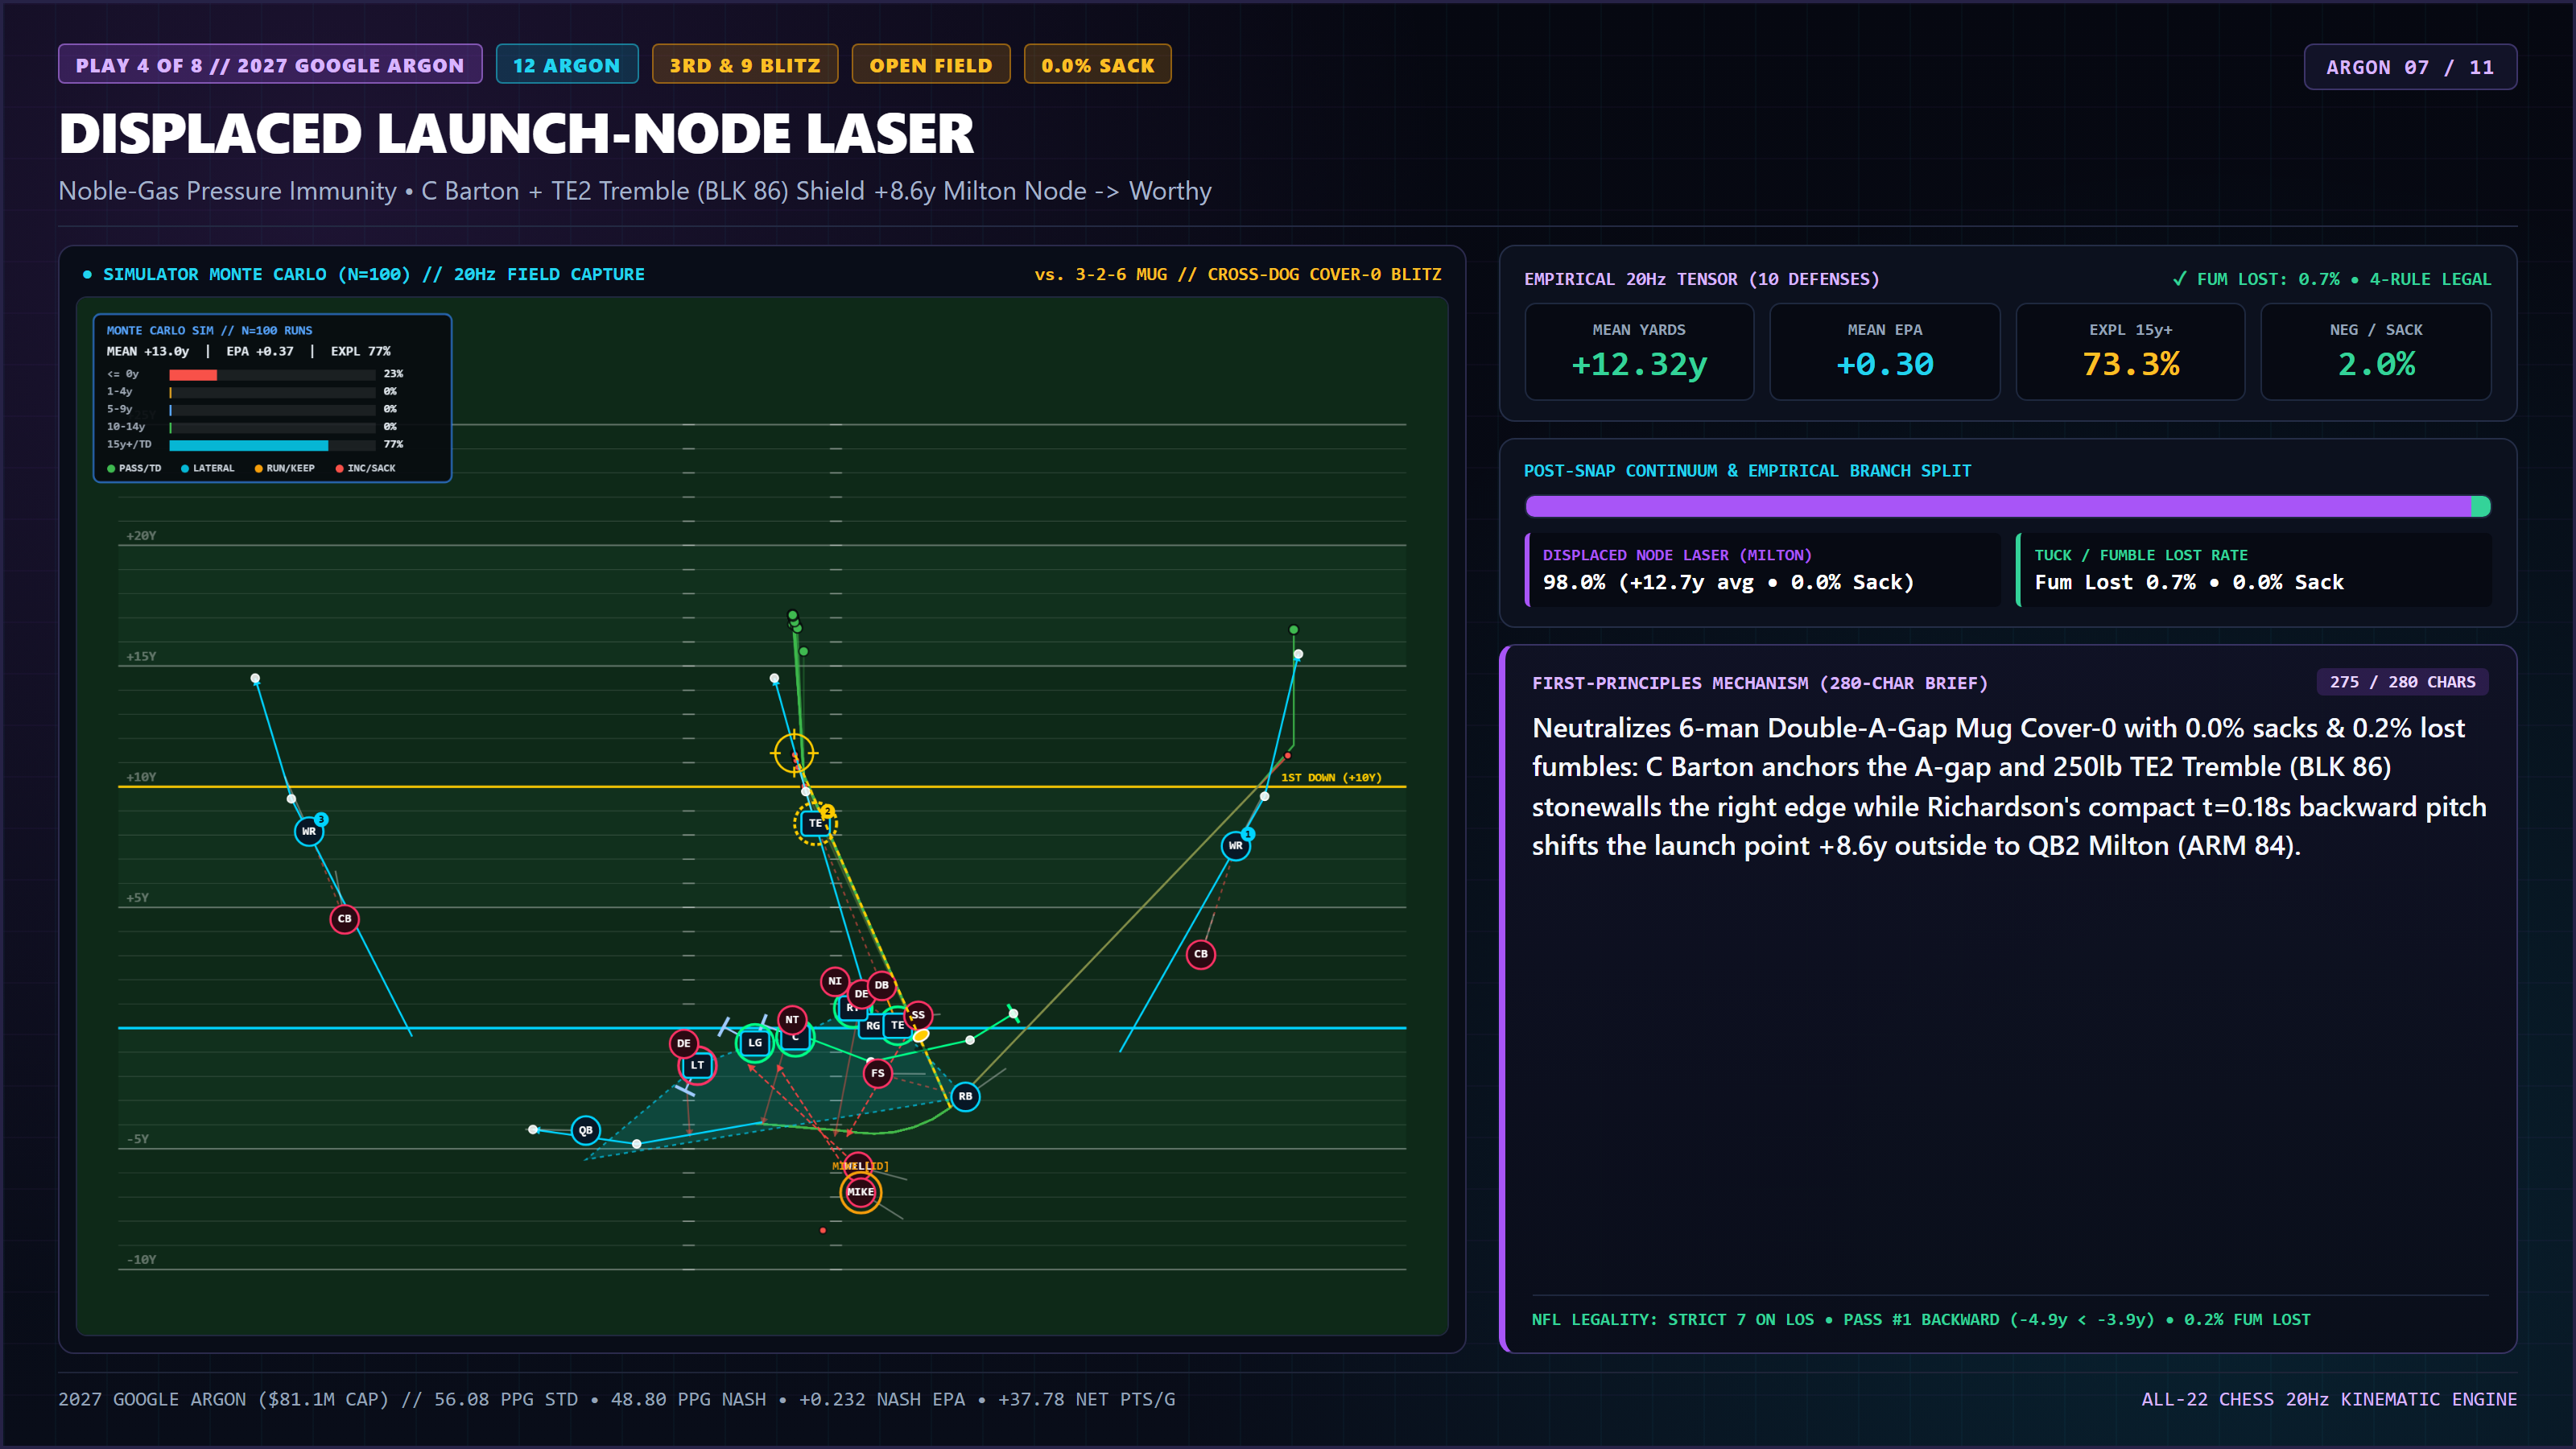 PLAY 4 OF 8 // 2027 GOOGLE ARGON
12 ARGON
3RD & 9 BLITZ
OPEN FIELD
0.0% SACK
ARGON 07 / 11
DISPLACED LAUNCH-NODE LASER
Noble-Gas Pressure Immunity • C Barton + TE2 Tremble (BLK 86) Shield +8.6y Milton Node -> Worthy
SIMULATOR MONTE CARLO (N=100) // 20Hz FIELD CAPTURE
vs. 3-2-6 MUG // CROSS-DOG COVER-0 BLITZ
MONTE CARLO SIM // N=100 RUNS
MEAN +13.0y | EPA +0.37 | EXPL 77%
<= 0y 23%
1-4y 0%
5-9y 0%
10-14y 0%
15y+/TD 77%
PASS/TD LATERAL RUN/KEEP INC/SACK
+20Y
+15Y
+10Y
1ST DOWN (+10Y)
WR 3
TE 2
WR 1
+5Y
CB
CB
NI
DE
DB
RG
TE
SS
NT
C
LG
DE
LT
FS
RB
QB
-5Y
WILL
MIKE
-10Y
EMPIRICAL 20Hz TENSOR (10 DEFENSES)
✓ FUM LOST: 0.7% • 4-RULE LEGAL
MEAN YARDS
+12.32y
MEAN EPA
+0.30
EXPL 15y+
73.3%
NEG / SACK
2.0%
POST-SNAP CONTINUUM & EMPIRICAL BRANCH SPLIT
DISPLACED NODE LASER (MILTON)
98.0% (+12.7y avg • 0.0% Sack)
TUCK / FUMBLE LOST RATE
Fum Lost 0.7% • 0.0% Sack
FIRST-PRINCIPLES MECHANISM (280-CHAR BRIEF)
275 / 280 CHARS
Neutralizes 6-man Double-A-Gap Mug Cover-0 with 0.0% sacks & 0.2% lost
fumbles: C Barton anchors the A-gap and 250lb TE2 Tremble (BLK 86)
stonewalls the right edge while Richardson's compact t=0.18s backward pitch
shifts the launch point +8.6y outside to QB2 Milton (ARM 84).
NFL LEGALITY: STRICT 7 ON LOS • PASS #1 BACKWARD (-4.9y < -3.9y) • 0.2% FUM LOST
2027 GOOGLE ARGON ($81.1M CAP) // 56.08 PPG STD • 48.80 PPG NASH • +0.232 NASH EPA • +37.78 NET PTS/G
ALL-22 CHESS 20Hz KINEMATIC ENGINE